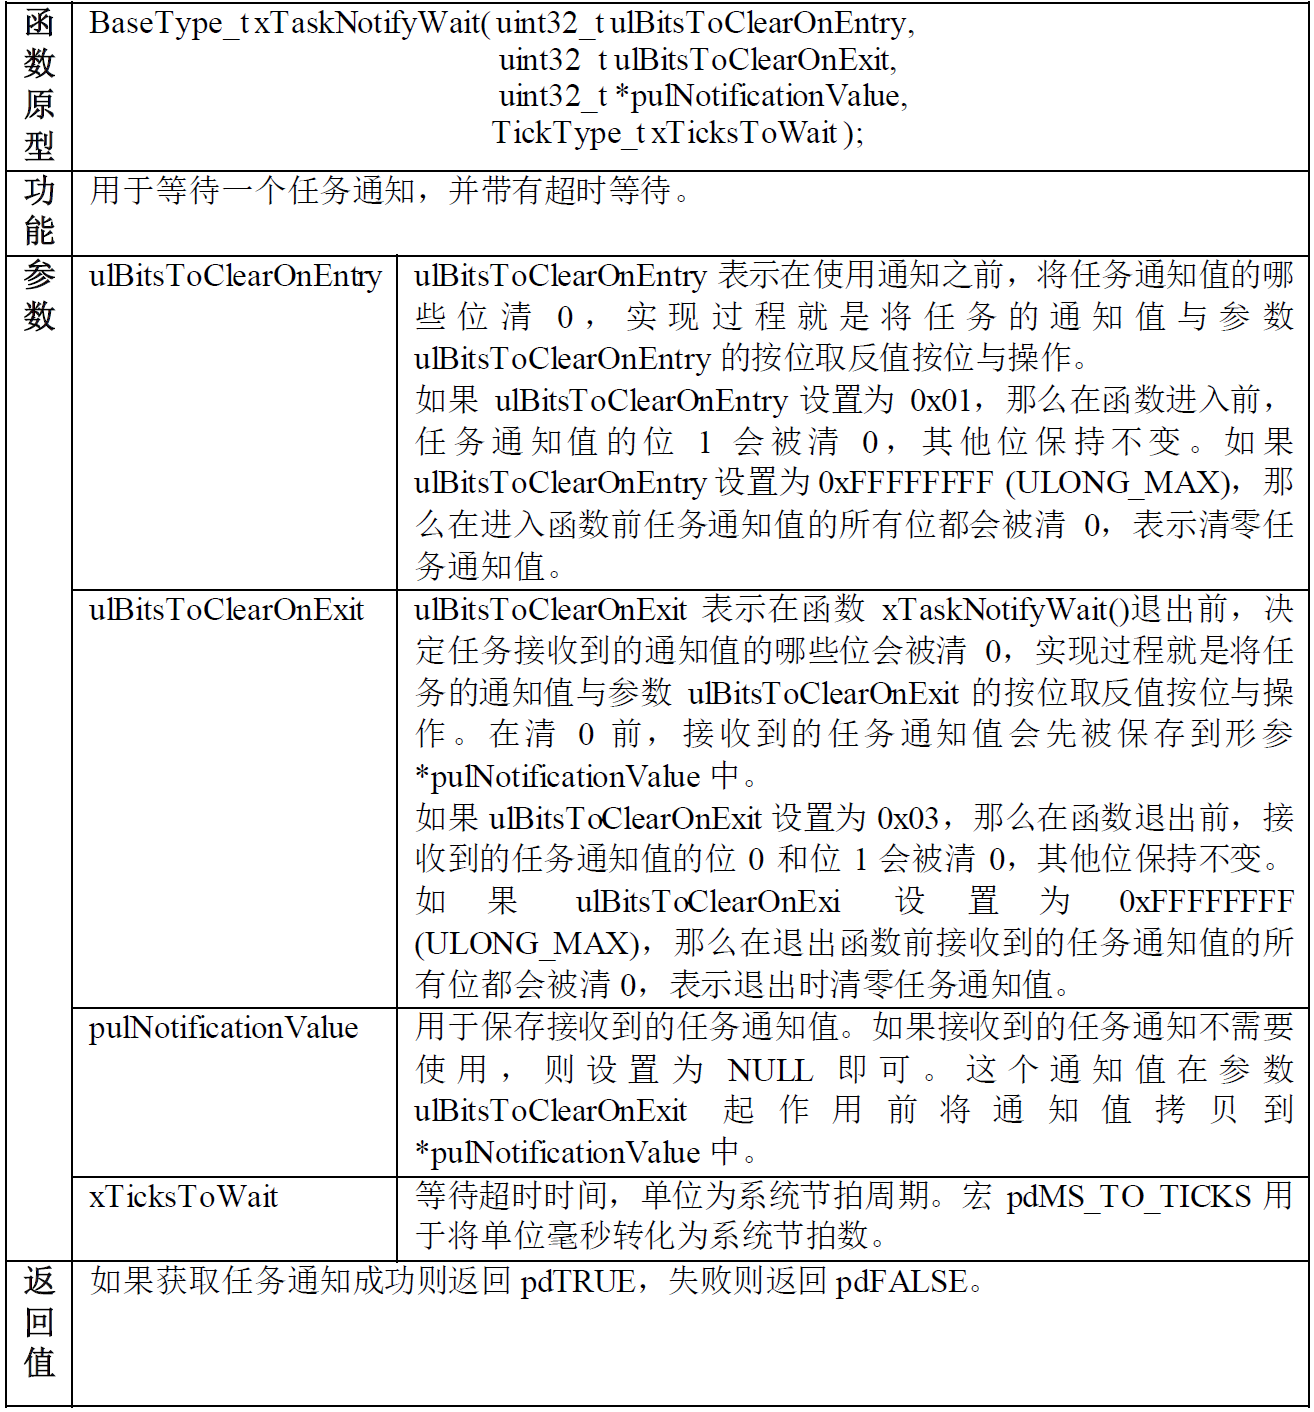 函数原型
BaseType_t xTaskNotifyWait( uint32_t ulBitsToClearOnEntry,
uint32_t ulBitsToClearOnExit,
uint32_t *pulNotificationValue,
TickType_t xTicksToWait );
功能
用于等待一个任务通知，并带有超时等待。
参数
ulBitsToClearOnEntry
ulBitsToClearOnEntry 表示在使用通知之前，将任务通知值的哪
些位清 0，实现过程就是将任务的通知值与参数
ulBitsToClearOnEntry 的按位取反值按位与操作。
如果 ulBitsToClearOnEntry 设置为 0x01，那么在函数进入前，
任务通知值的位 1 会被清 0，其他位保持不变。如果
ulBitsToClearOnEntry 设置为 0xFFFFFFFF (ULONG_MAX)，那
么在进入函数前任务通知值的所有位都会被清 0，表示清零任
务通知值。
ulBitsToClearOnExit
ulBitsToClearOnExit 表示在函数 xTaskNotifyWait()退出前，决
定任务接收到的通知值的哪些位会被清 0，实现过程就是将任
务的通知值与参数 ulBitsToClearOnExit 的按位取反值按位与操
作。在清 0 前，接收到的任务通知值会先被保存到形参
*pulNotificationValue 中。
如果 ulBitsToClearOnExit 设置为 0x03，那么在函数退出前，接
收到的任务通知值的位 0 和位 1 会被清 0，其他位保持不变。
如果 ulBitsToClearOnExi 设置为 0xFFFFFFFF
(ULONG_MAX)，那么在退出函数前接收到的任务通知值的所
有位都会被清 0，表示退出时清零任务通知值。
pulNotificationValue
用于保存接收到的任务通知值。如果接收到的任务通知不需要
使用，则设置为 NULL 即可。这个通知值在参数
ulBitsToClearOnExit 起作用前将通知值拷贝到
*pulNotificationValue 中。
xTicksToWait
等待超时时间，单位为系统节拍周期。宏 pdMS_TO_TICKS 用
于将单位毫秒转化为系统节拍数。
返回值
如果获取任务通知成功则返回 pdTRUE，失败则返回 pdFALSE。